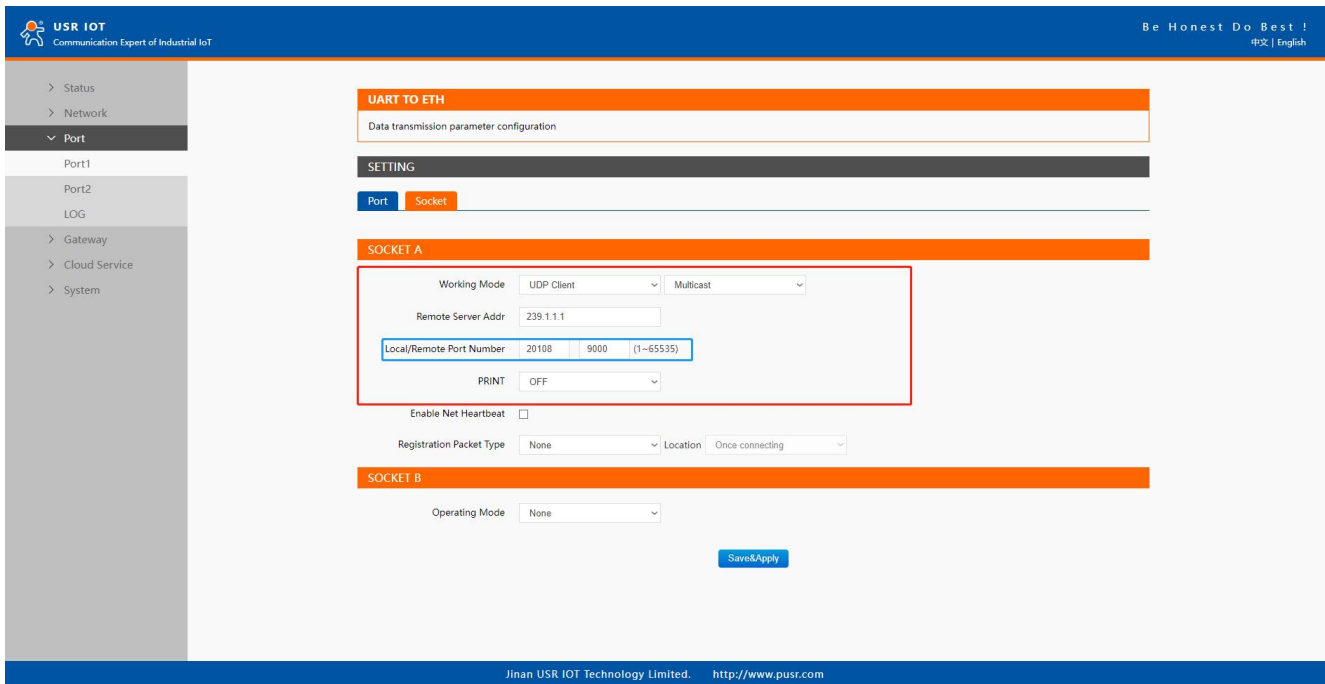 USR IOT
Communication Expert of Industrial IoT
Be Honest Do Best !
中文 | English
Status
Network
Port
Port1
Port2
LOG
Gateway
Cloud Service
System
UART TO ETH
Data transmission parameter configuration
SETTING
Port Socket
SOCKET A
Working Mode UDP Client Multicast
Remote Server Addr 239.1.1.1
Local/Remote Port Number 20108 9000 (1~65535)
PRINT OFF
Enable Net Heartbeat
Registration Packet Type None Location Once connecting
SOCKET B
Operating Mode None
Save&Apply
Jinan USR IOT Technology Limited. http://www.pusr.com